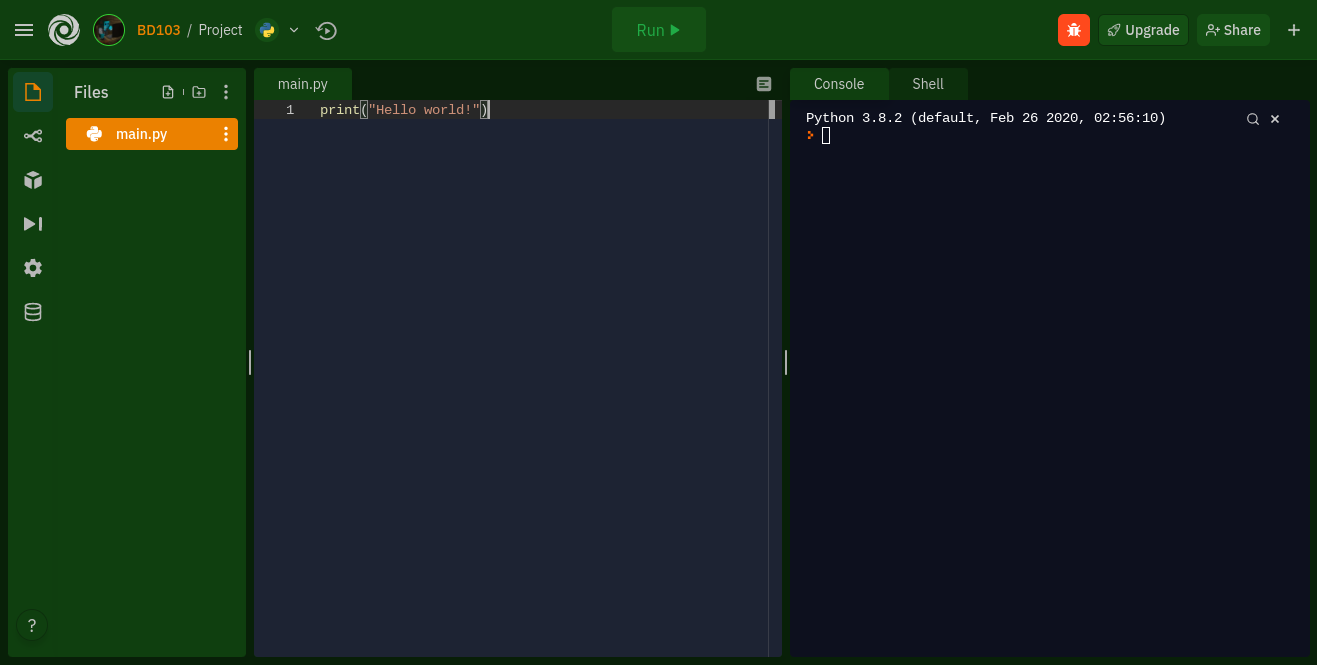 BD103 / Project
Run
Upgrade
Share
Files
main.py
main.py
1 print("Hello world!")
Console
Shell
Python 3.8.2 (default, Feb 26 2020, 02:56:10)
>
?